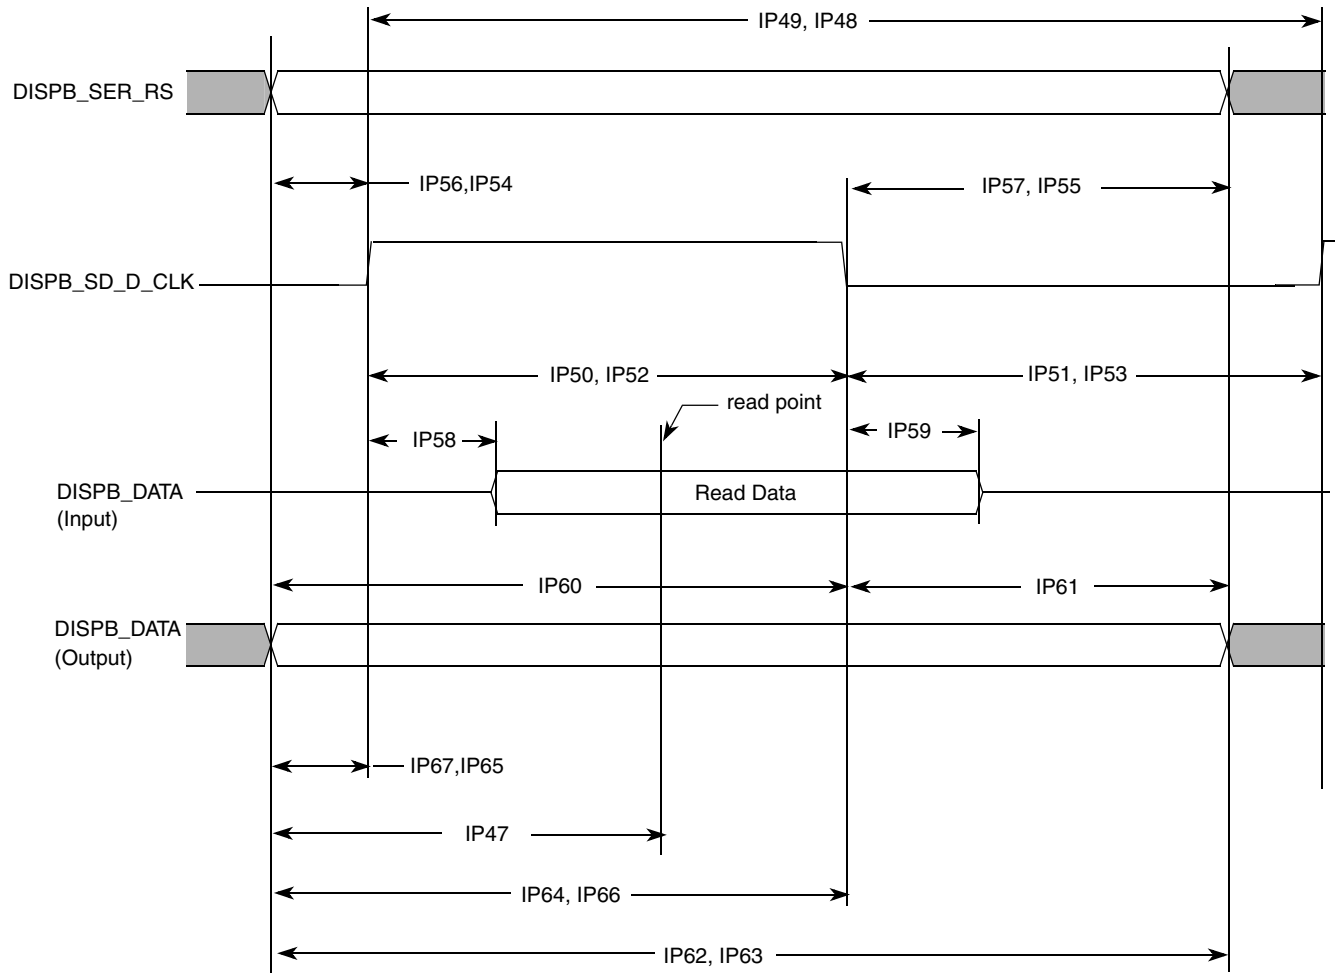 IP49, IP48
DISPB_SER_RS
IP56,IP54
IP57, IP55
DISPB_SD_D_CLK
IP50, IP52
IP51, IP53
read point
IP58
IP59
DISPB_DATA
(Input)
Read Data
IP60
IP61
DISPB_DATA
(Output)
IP67,IP65
IP47
IP64, IP66
IP62, IP63